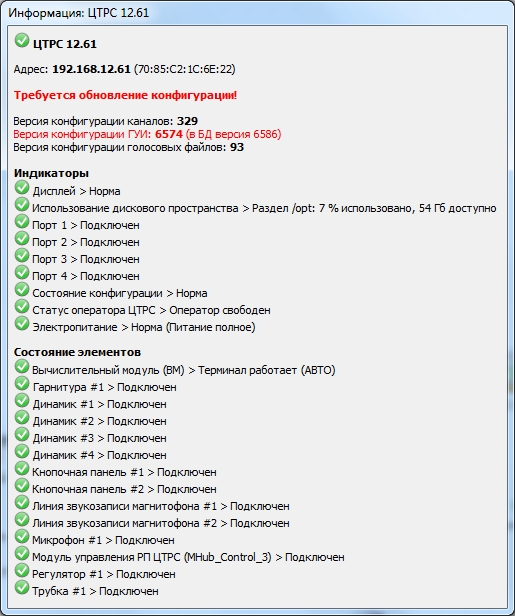 Информация: ЦТРС 12.61
ЦТРС 12.61
Адрес: 192.168.12.61 (70:85:C2:1C:6E:22)
Требуется обновление конфигурации!
Версия конфигурации каналов: 329
Версия конфигурации ГУИ: 6574 (в БД версия 6586)
Версия конфигурации голосовых файлов: 93
Индикаторы
Дисплей > Норма
Использование дискового пространства > Раздел /opt: 7 % использовано, 54 Гб доступно
Порт 1 > Подключен
Порт 2 > Подключен
Порт 3 > Подключен
Порт 4 > Подключен
Состояние конфигурации > Норма
Статус оператора ЦТРС > Оператор свободен
Электропитание > Норма (Питание полное)
Состояние элементов
Вычислительный модуль (ВМ) > Терминал работает (АВТО)
Гарнитура #1 > Подключен
Динамик #1 > Подключен
Динамик #2 > Подключен
Динамик #3 > Подключен
Динамик #4 > Подключен
Кнопочная панель #1 > Подключен
Кнопочная панель #2 > Подключен
Линия звукозаписи магнитофона #1 > Подключен
Линия звукозаписи магнитофона #2 > Подключен
Микрофон #1 > Подключен
Модуль управления РП ЦТРС (MHub_Control_3) > Подключен
Регулятор #1 > Подключен
Трубка #1 > Подключен